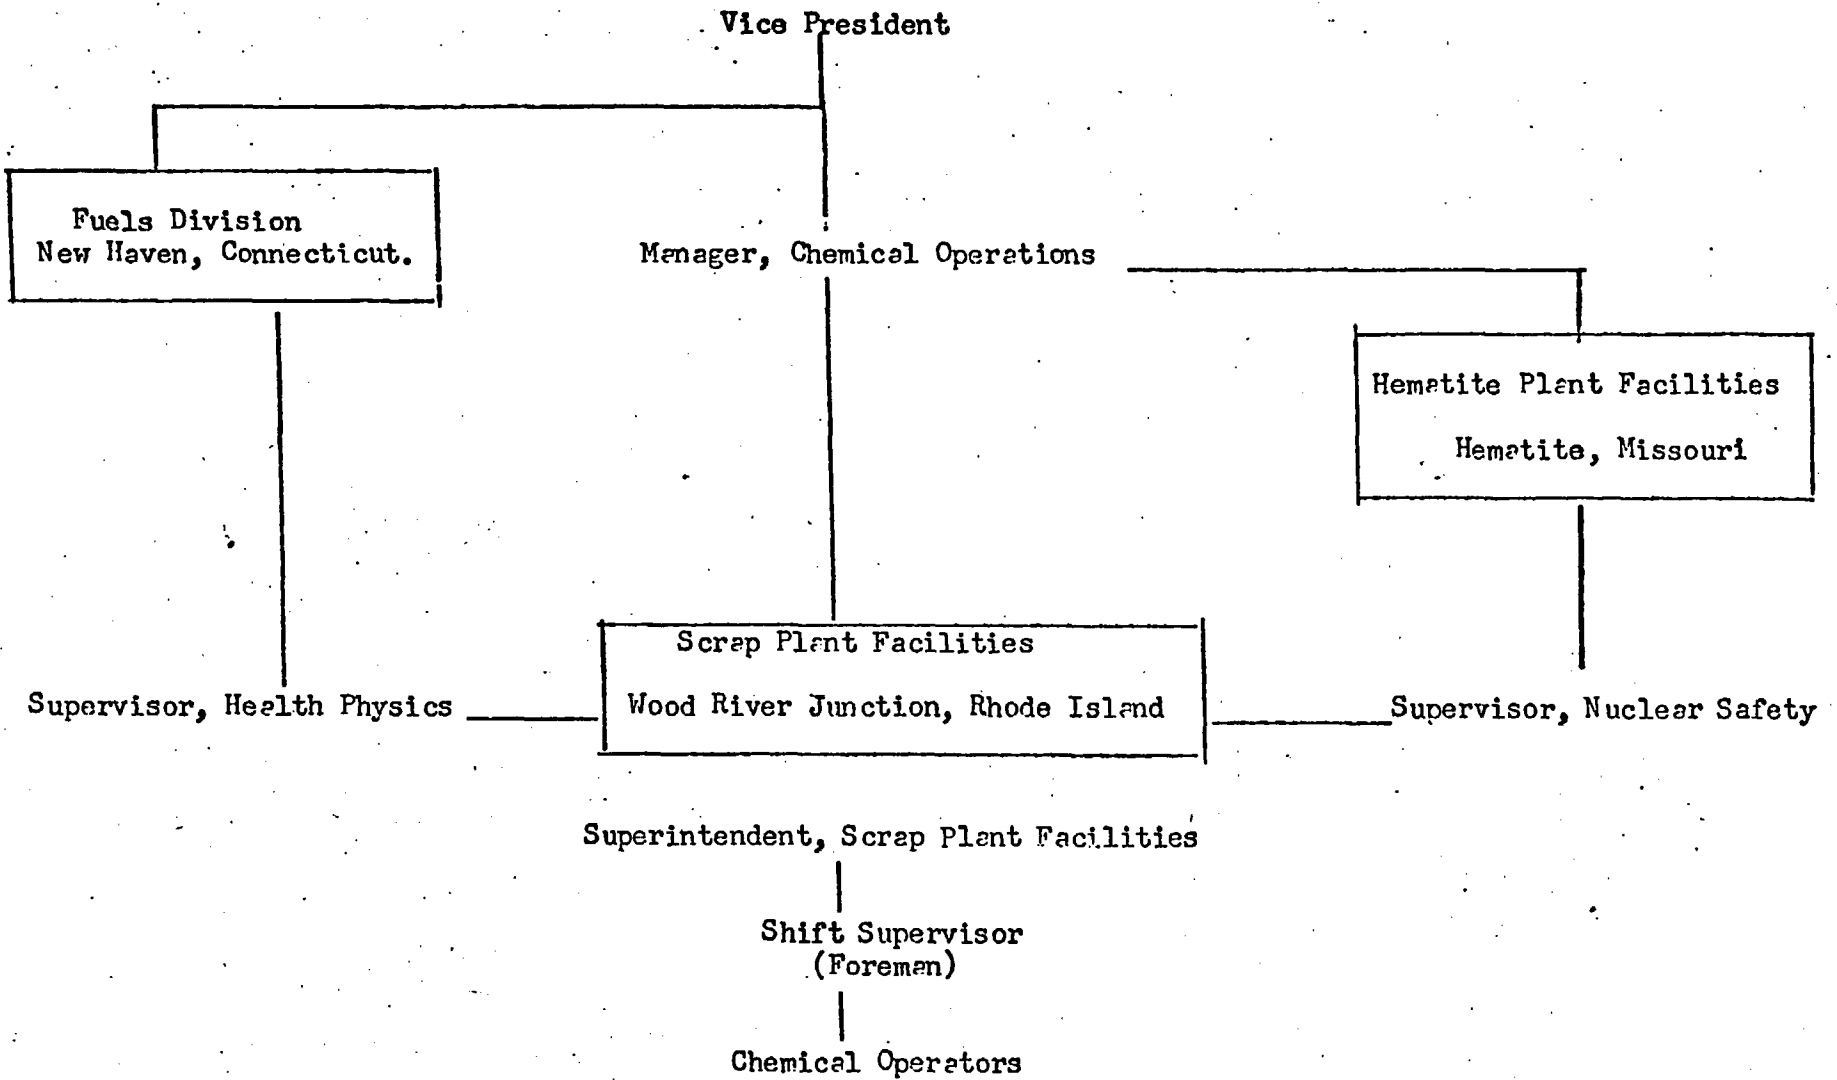 Vice President
Fuels Division
New Haven, Connecticut.
Manager, Chemical Operations
Hematite Plant Facilities
Hematite, Missouri
Scrap Plant Facilities
Supervisor, Health Physics
Wood River Junction, Rhode Island
Supervisor, Nuclear Safety
Superintendent, Scrap Plant Facilities
Shift Supervisor
(Foreman)
Chemical Operators